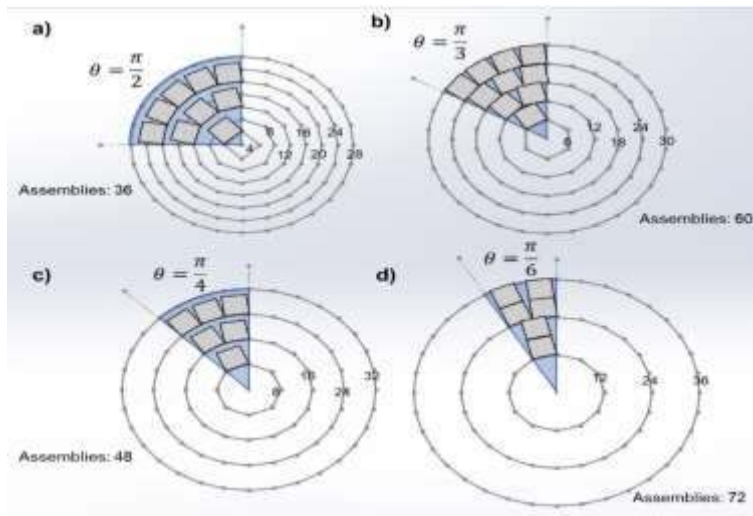 a)
θ = π/2
4
8
12
16
20
24
28
Assemblies: 36
b)
θ = π/3
6
12
18
24
30
Assemblies: 60
c)
θ = π/4
8
16
24
32
Assemblies: 48
d)
θ = π/6
12
24
36
Assemblies: 72